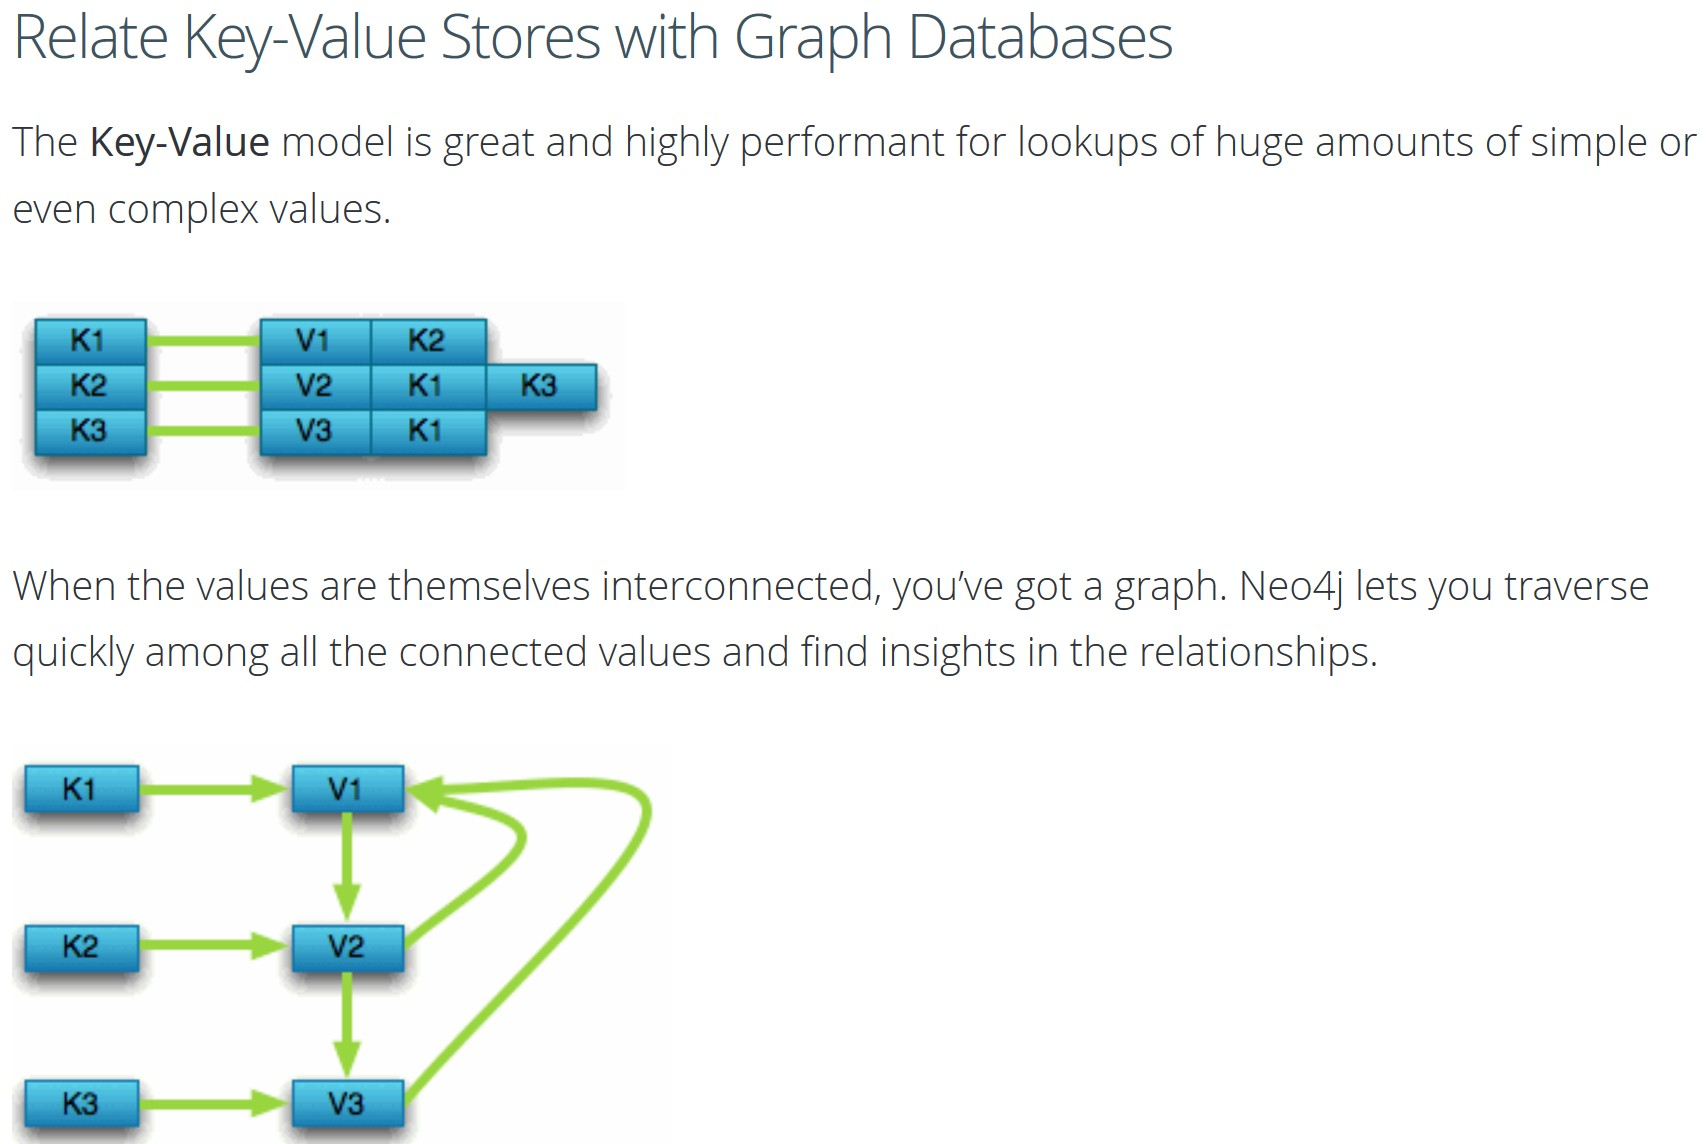 Relate Key-Value Stores with Graph Databases
The Key-Value model is great and highly performant for lookups of huge amounts of simple or
even complex values.
K1 V1 K2
K2 V2 K1 K3
K3 V3 K1
When the values are themselves interconnected, you’ve got a graph. Neo4j lets you traverse
quickly among all the connected values and find insights in the relationships.
K1 V1
K2 V2
K3 V3